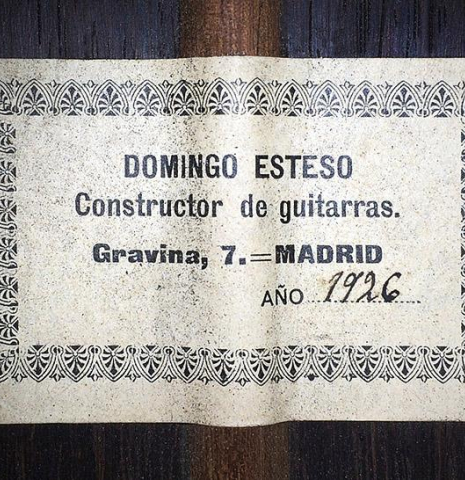 DOMINGO ESTESO
Constructor de guitarras.
Gravina, 7.=MADRID
AÑO 1926